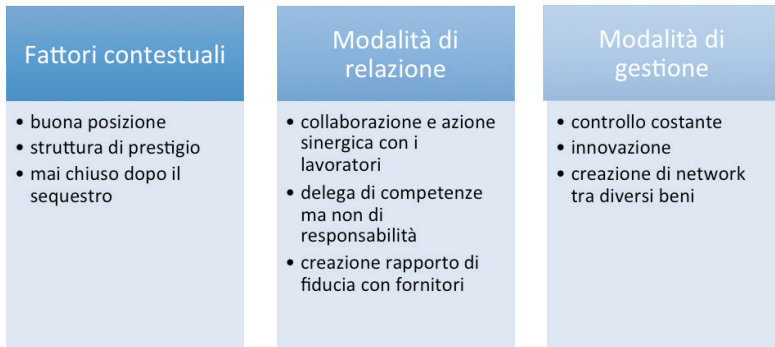 Fattori contestuali
• buona posizione
• struttura di prestigio
• mai chiuso dopo il
sequestro
Modalità di
relazione
• collaborazione e azione
sinergica con i
lavoratori
• delega di competenze
ma non di
responsabilità
• creazione rapporto di
fiducia con fornitori
Modalità di
gestione
• controllo costante
• innovazione
• creazione di network
tra diversi beni